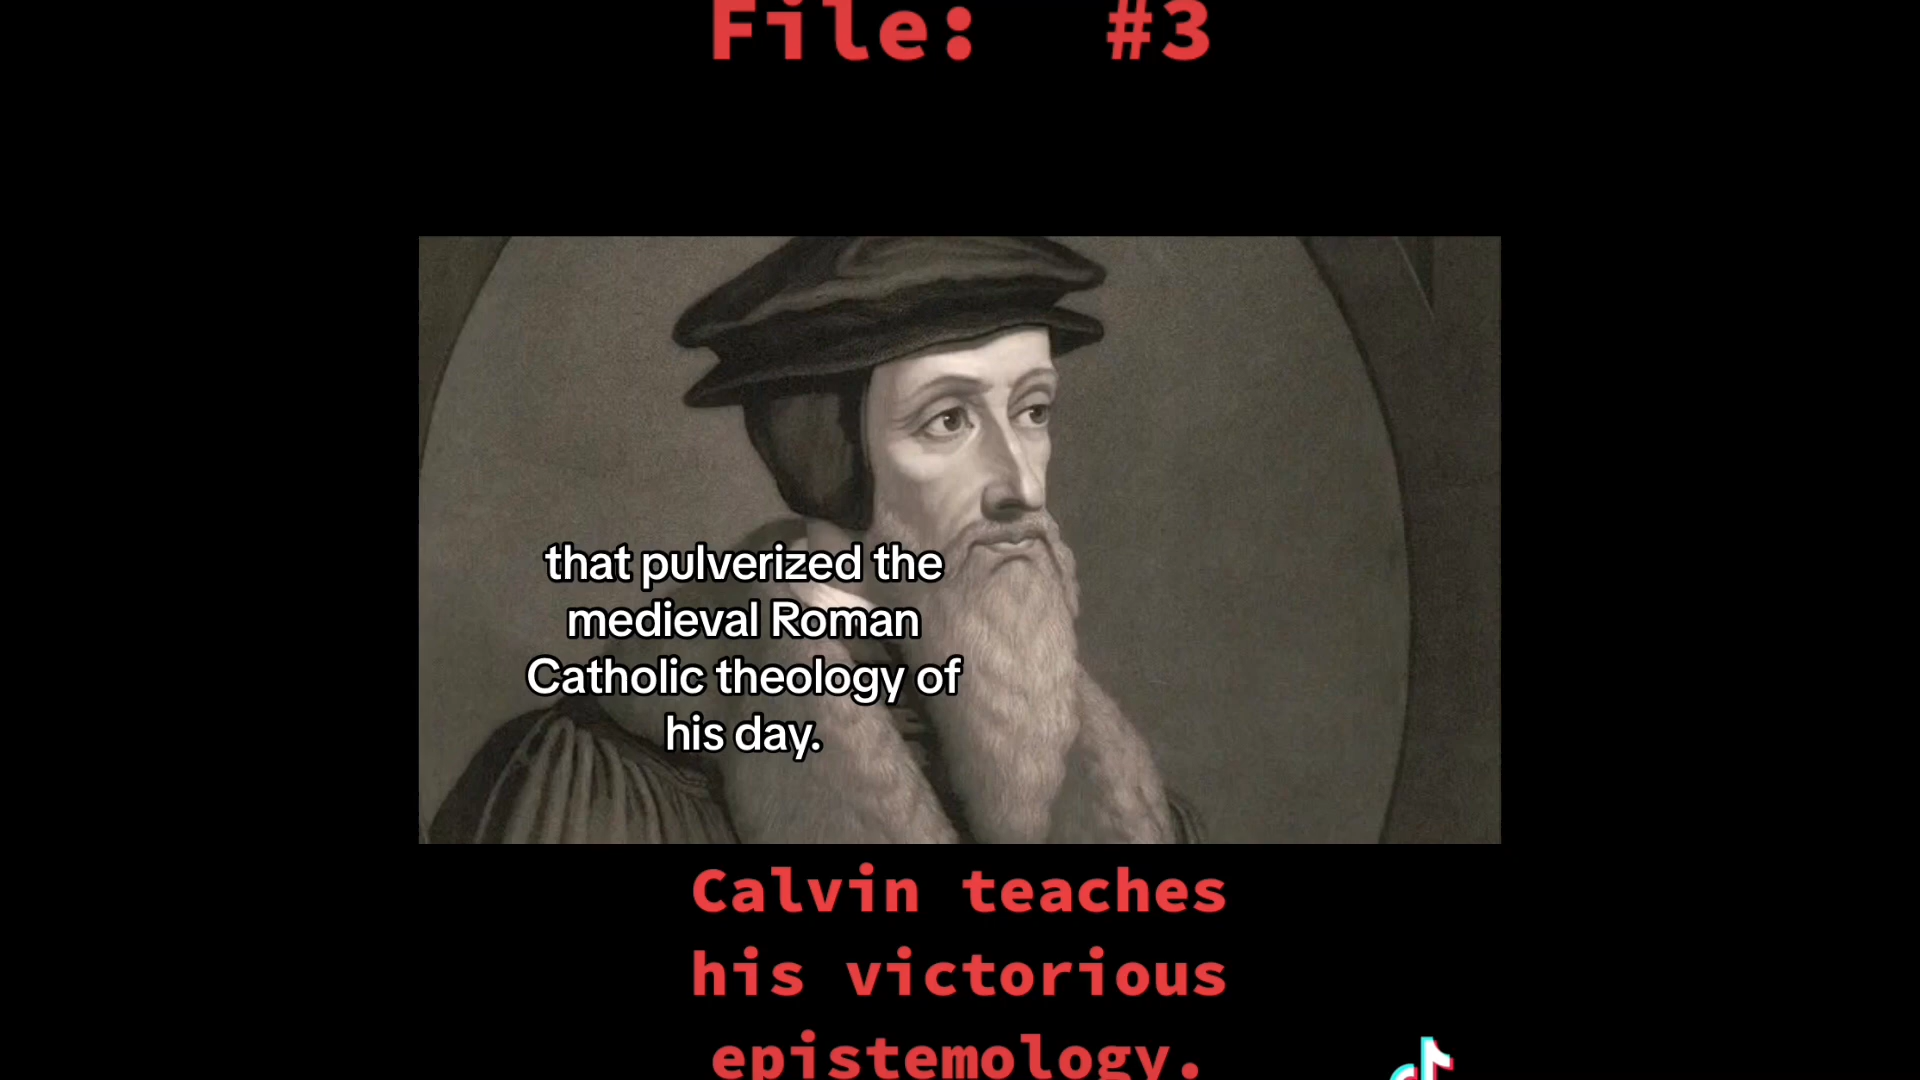 File: #3
that pulverized the
medieval Roman
Catholic theology of
his day.
Calvin teaches
his victorious
epistemology.